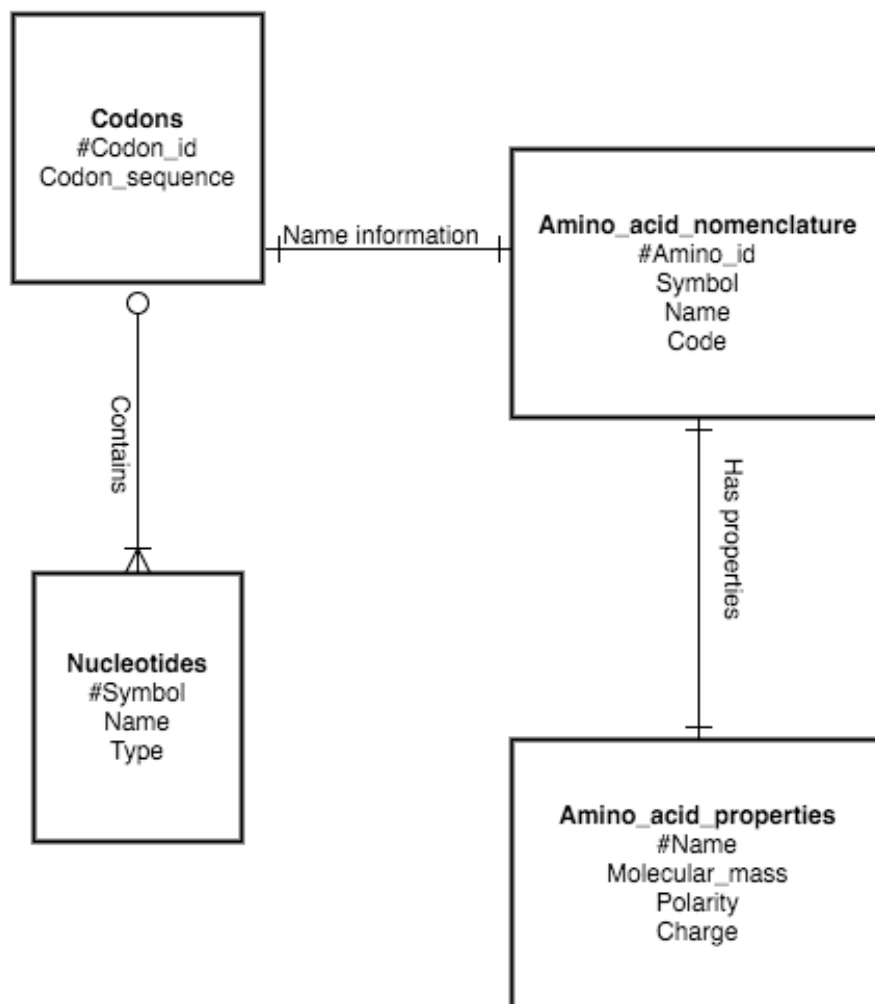 Codons
#Codon_id
Codon_sequence
Name information
Amino_acid_nomenclature
#Amino_id
Symbol
Name
Code
Contains
Has properties
Nucleotides
#Symbol
Name
Type
Amino_acid_properties
#Name
Molecular_mass
Polarity
Charge